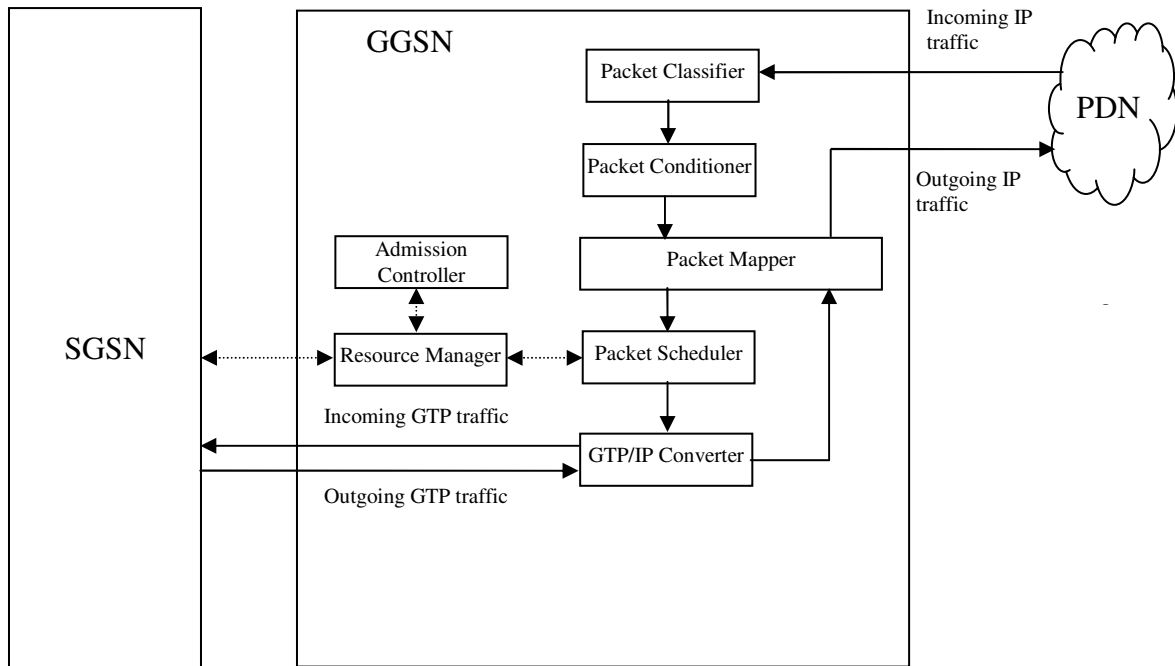 Incoming IP
traffic
GGSN
Packet Classifier
PDN
Packet Conditioner
Outgoing IP
traffic
Admission
Controller
Packet Mapper
SGSN
Resource Manager
Packet Scheduler
Incoming GTP traffic
GTP/IP Converter
Outgoing GTP traffic